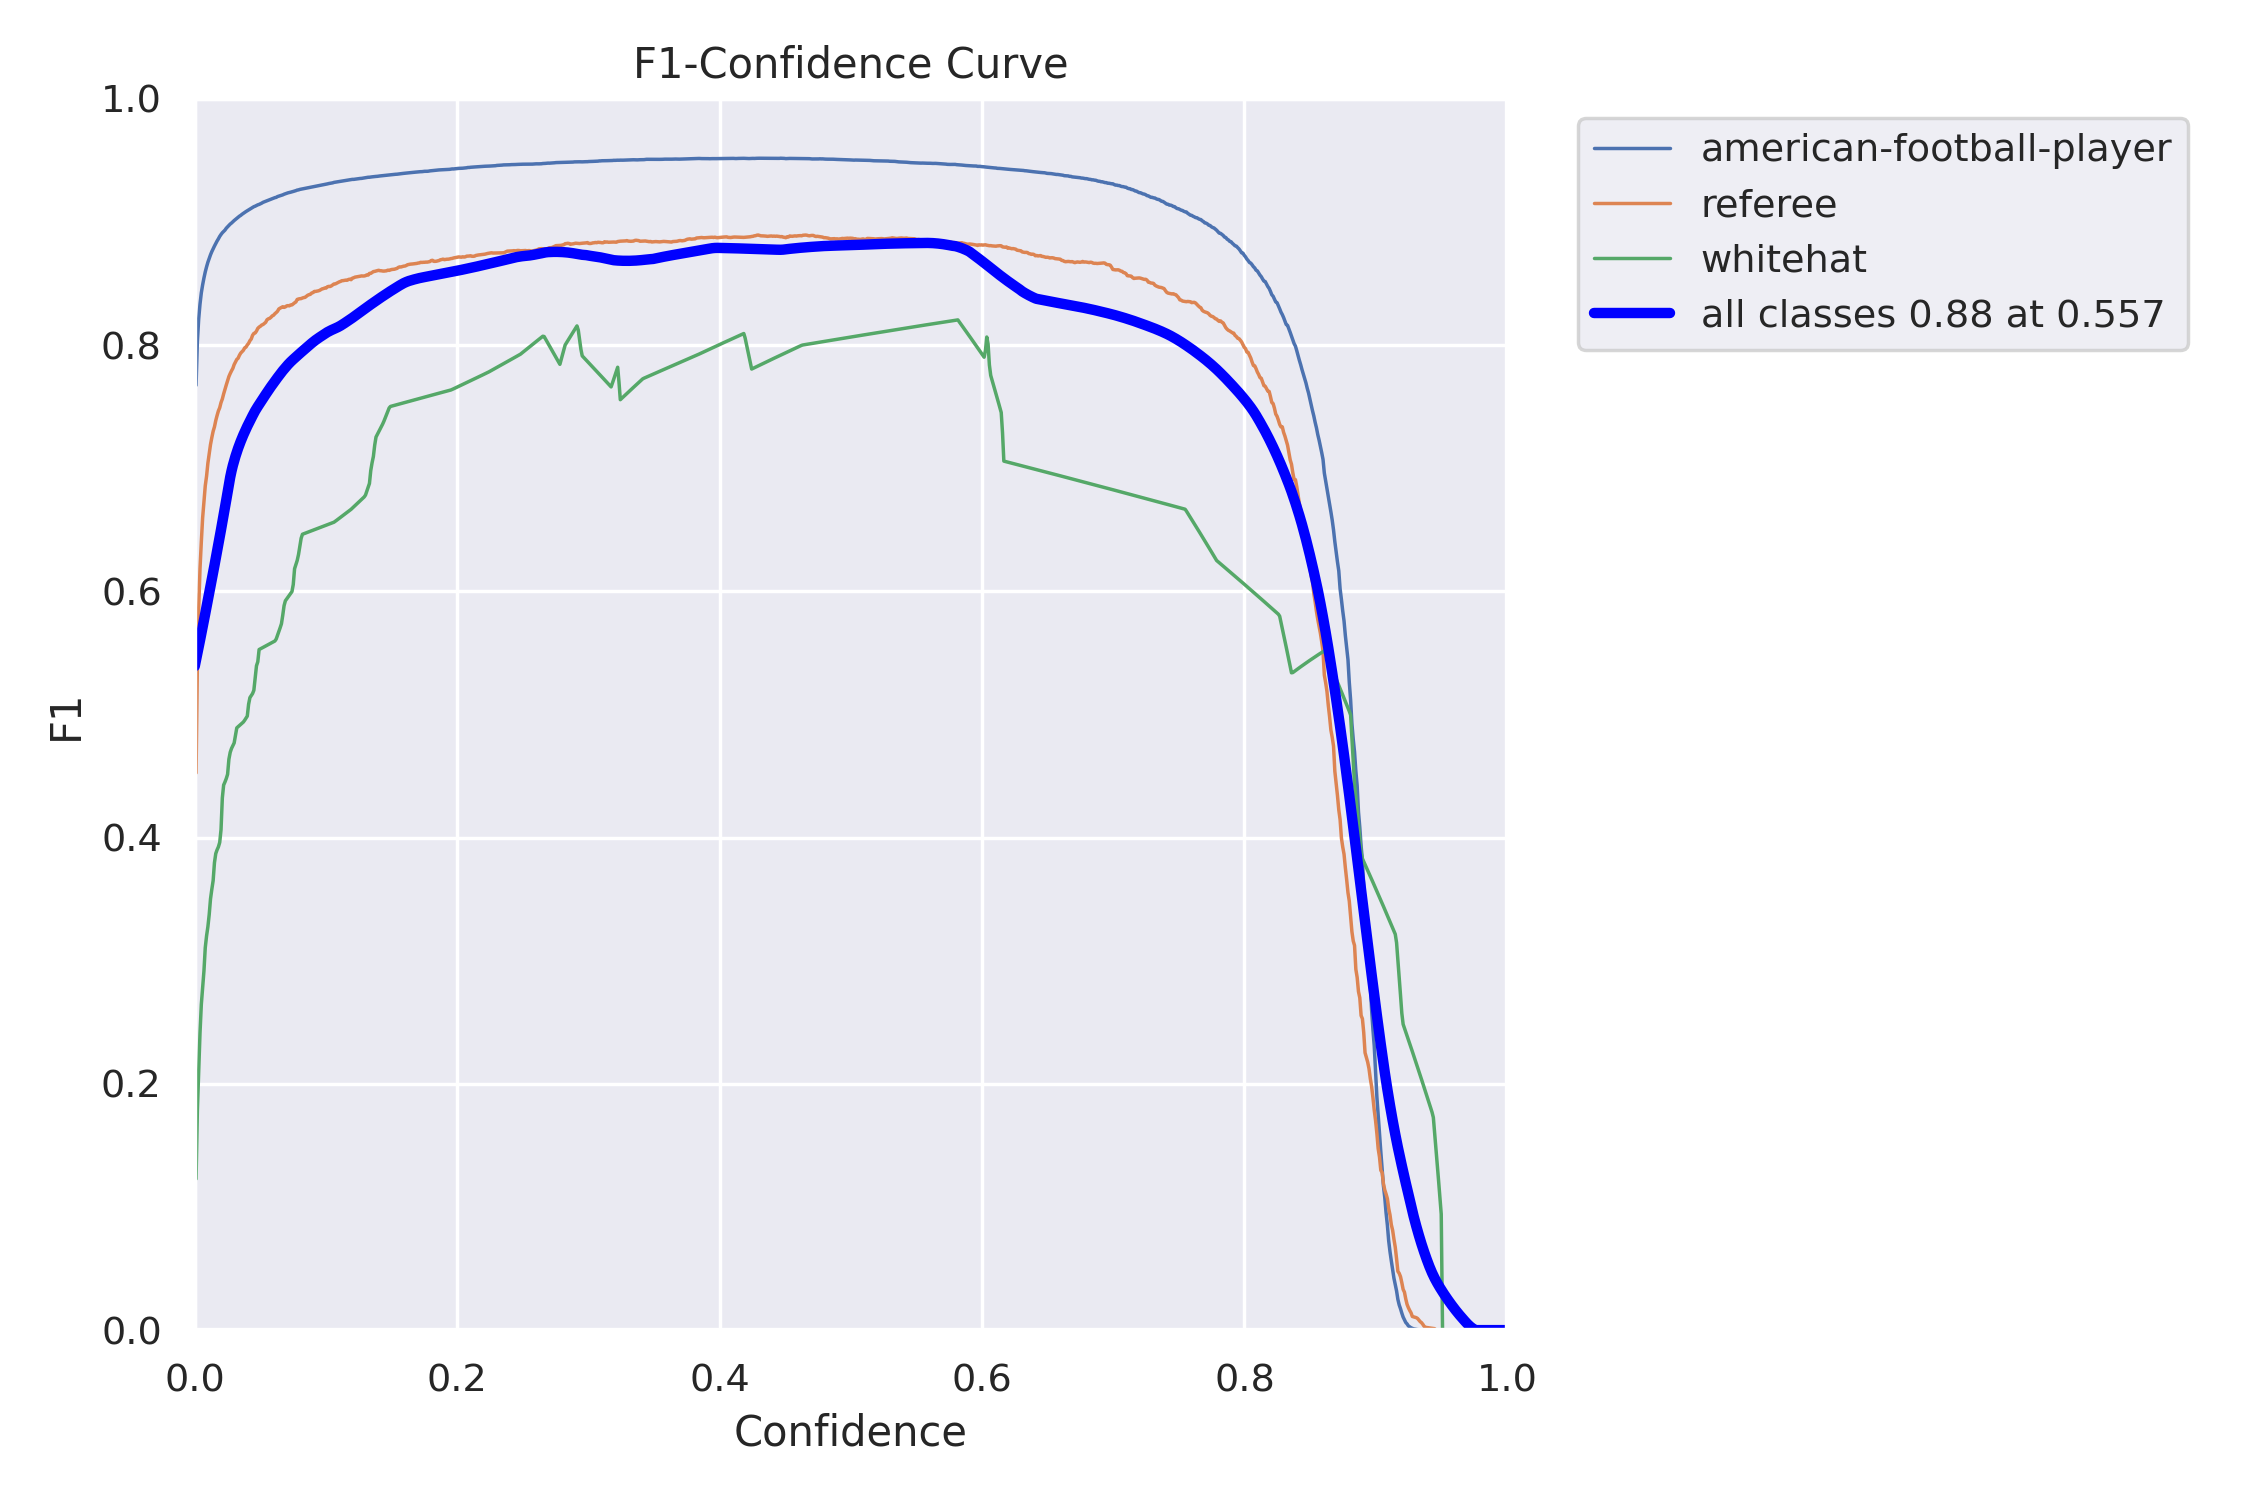 F1-Confidence Curve
1.0
0.8
0.6
0.4
0.2
0.0
F1
0.0 0.2 0.4 0.6 0.8 1.0
Confidence
american-football-player
referee
whitehat
all classes 0.88 at 0.557